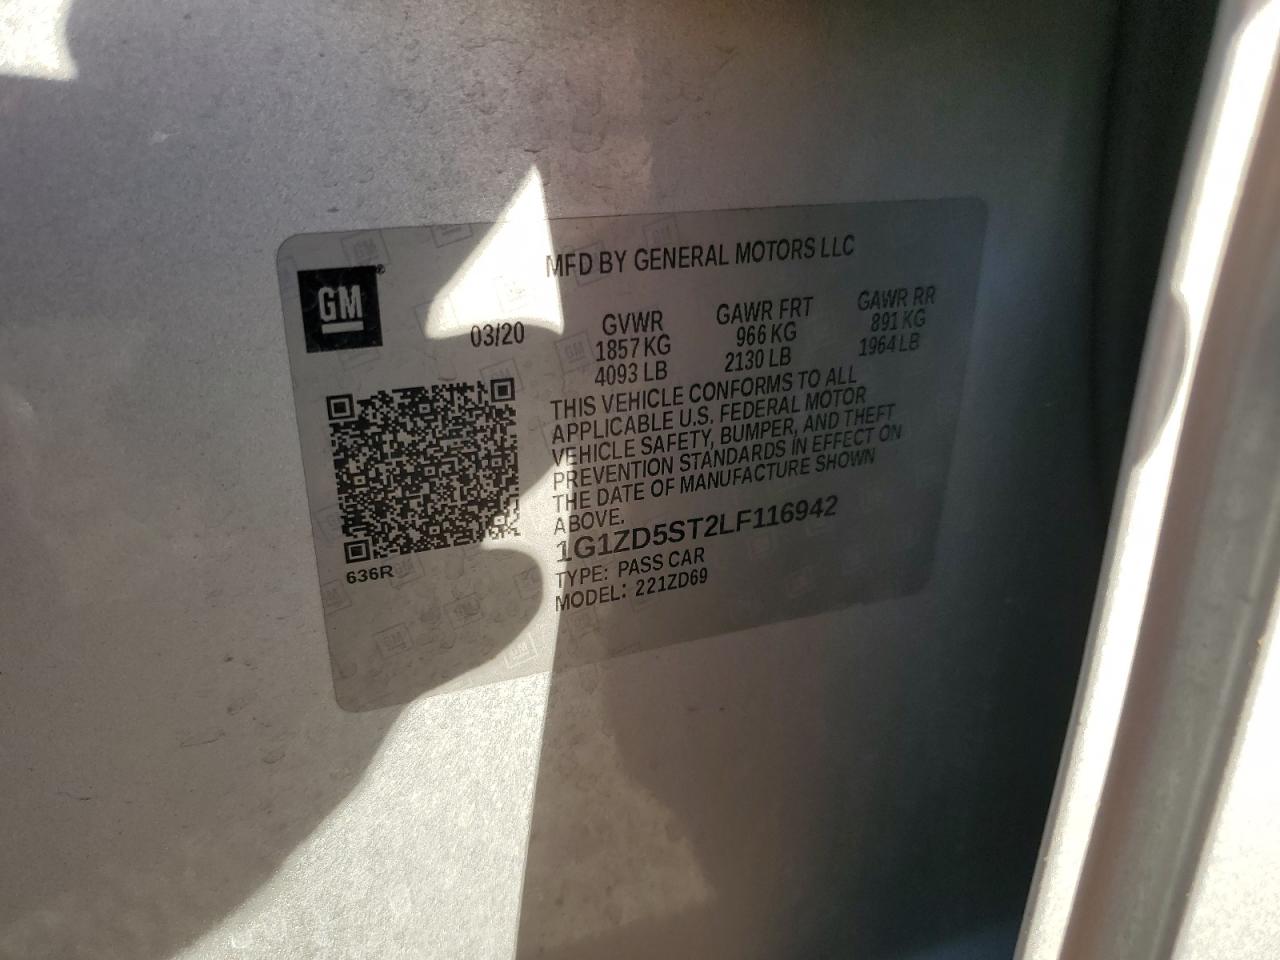 MFD BY GENERAL MOTORS LLC
GM
03/20
GVWR GAWR FRT GAWR RR
1857 KG 966 KG 891 KG
4093 LB 2130 LB 1964 LB
THIS VEHICLE CONFORMS TO ALL
APPLICABLE U.S. FEDERAL MOTOR
VEHICLE SAFETY, BUMPER, AND THEFT
PREVENTION STANDARDS IN EFFECT ON
THE DATE OF MANUFACTURE SHOWN
ABOVE.
1G1ZD5ST2LF116942
TYPE: PASS CAR
MODEL: 221ZD69
636R